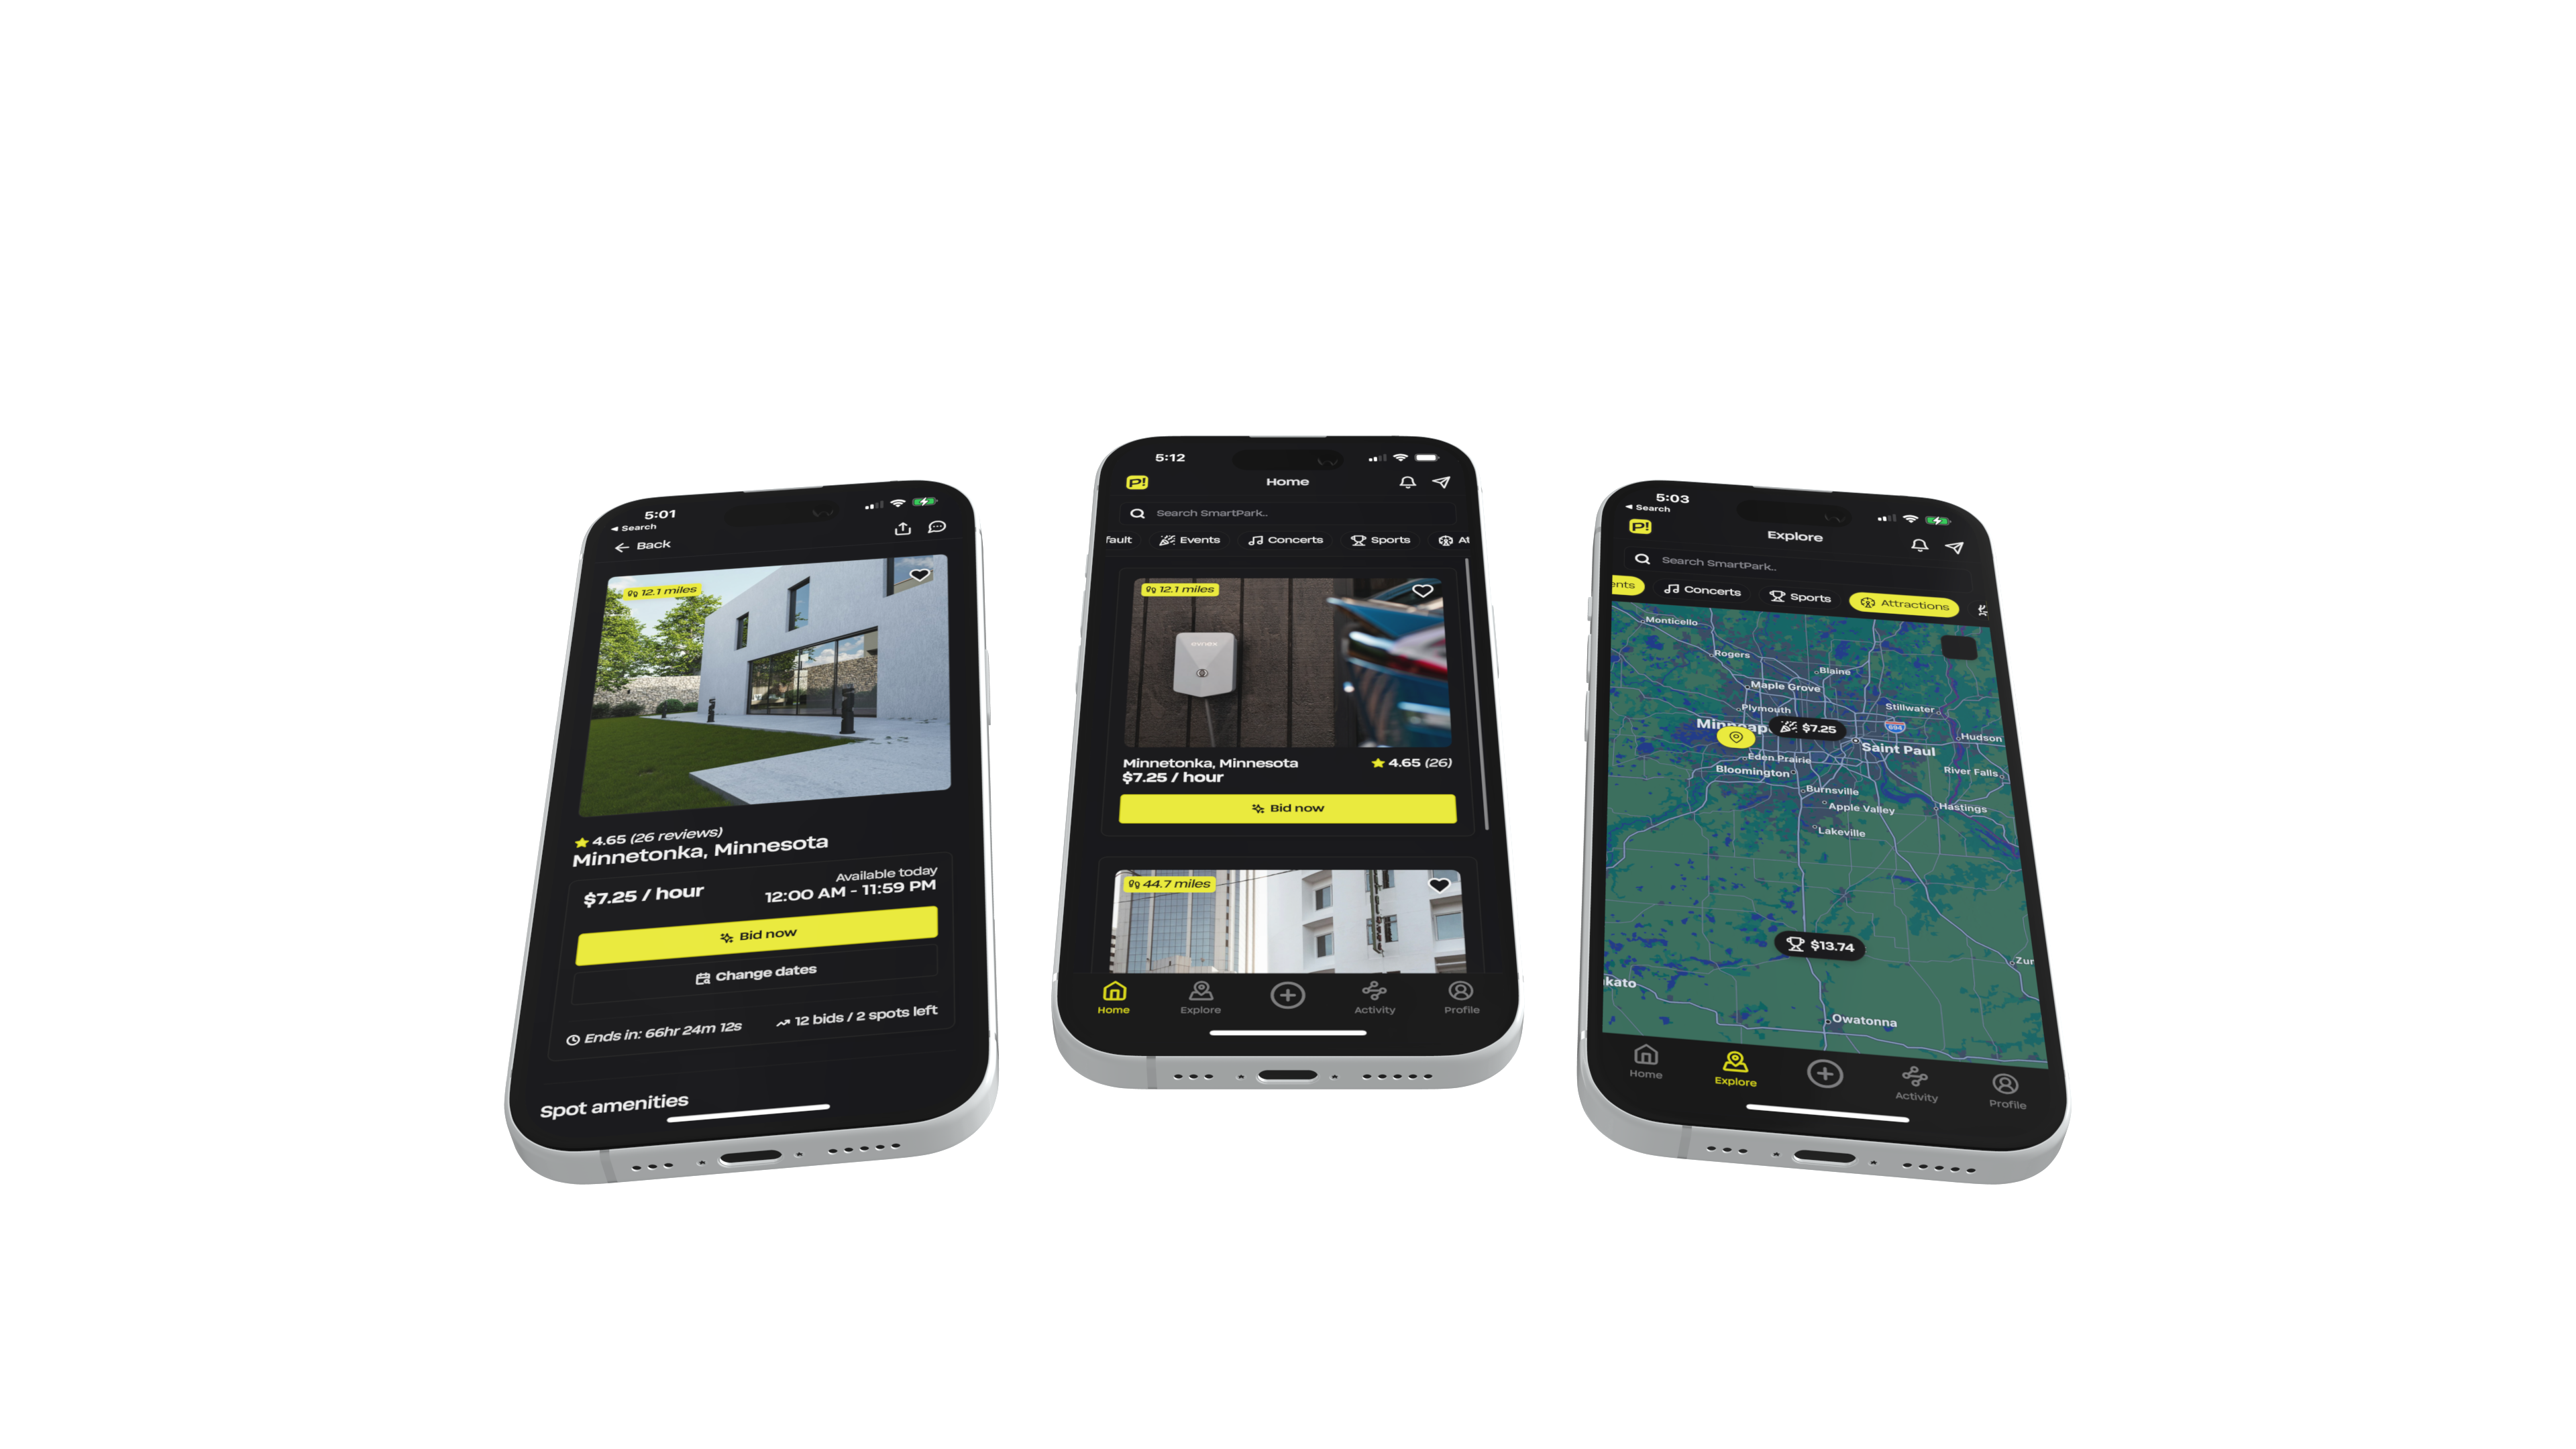 5:01
Search
Back
12.1 miles
4.65 (26 reviews)
Minnetonka, Minnesota
$7.25 / hour
Available today
12:00 AM - 11:59 PM
Bid now
Change dates
Ends in: 66hr 24m 12s
12 bids / 2 spots left
Spot amenities
5:12
P!
Home
Search SmartPark..
fault
Events
Concerts
Sports
At
12.1 miles
evnex
Minnetonka, Minnesota
4.65 (26)
$7.25 / hour
Bid now
44.7 miles
Home
Explore
Activity
Profile
5:03
Search
P!
Explore
Search SmartPark..
ents
Concerts
Sports
Attractions
Monticello
Rogers
Blaine
Maple Grove
Plymouth
Stillwater
Minneap
$7.25
694
Hudson
Saint Paul
Eden Prairie
Bloomington
River Falls
Burnsville
Apple Valley
Hastings
Lakeville
$13.74
Zur
kato
Owatonna
Home
Explore
Activity
Profile